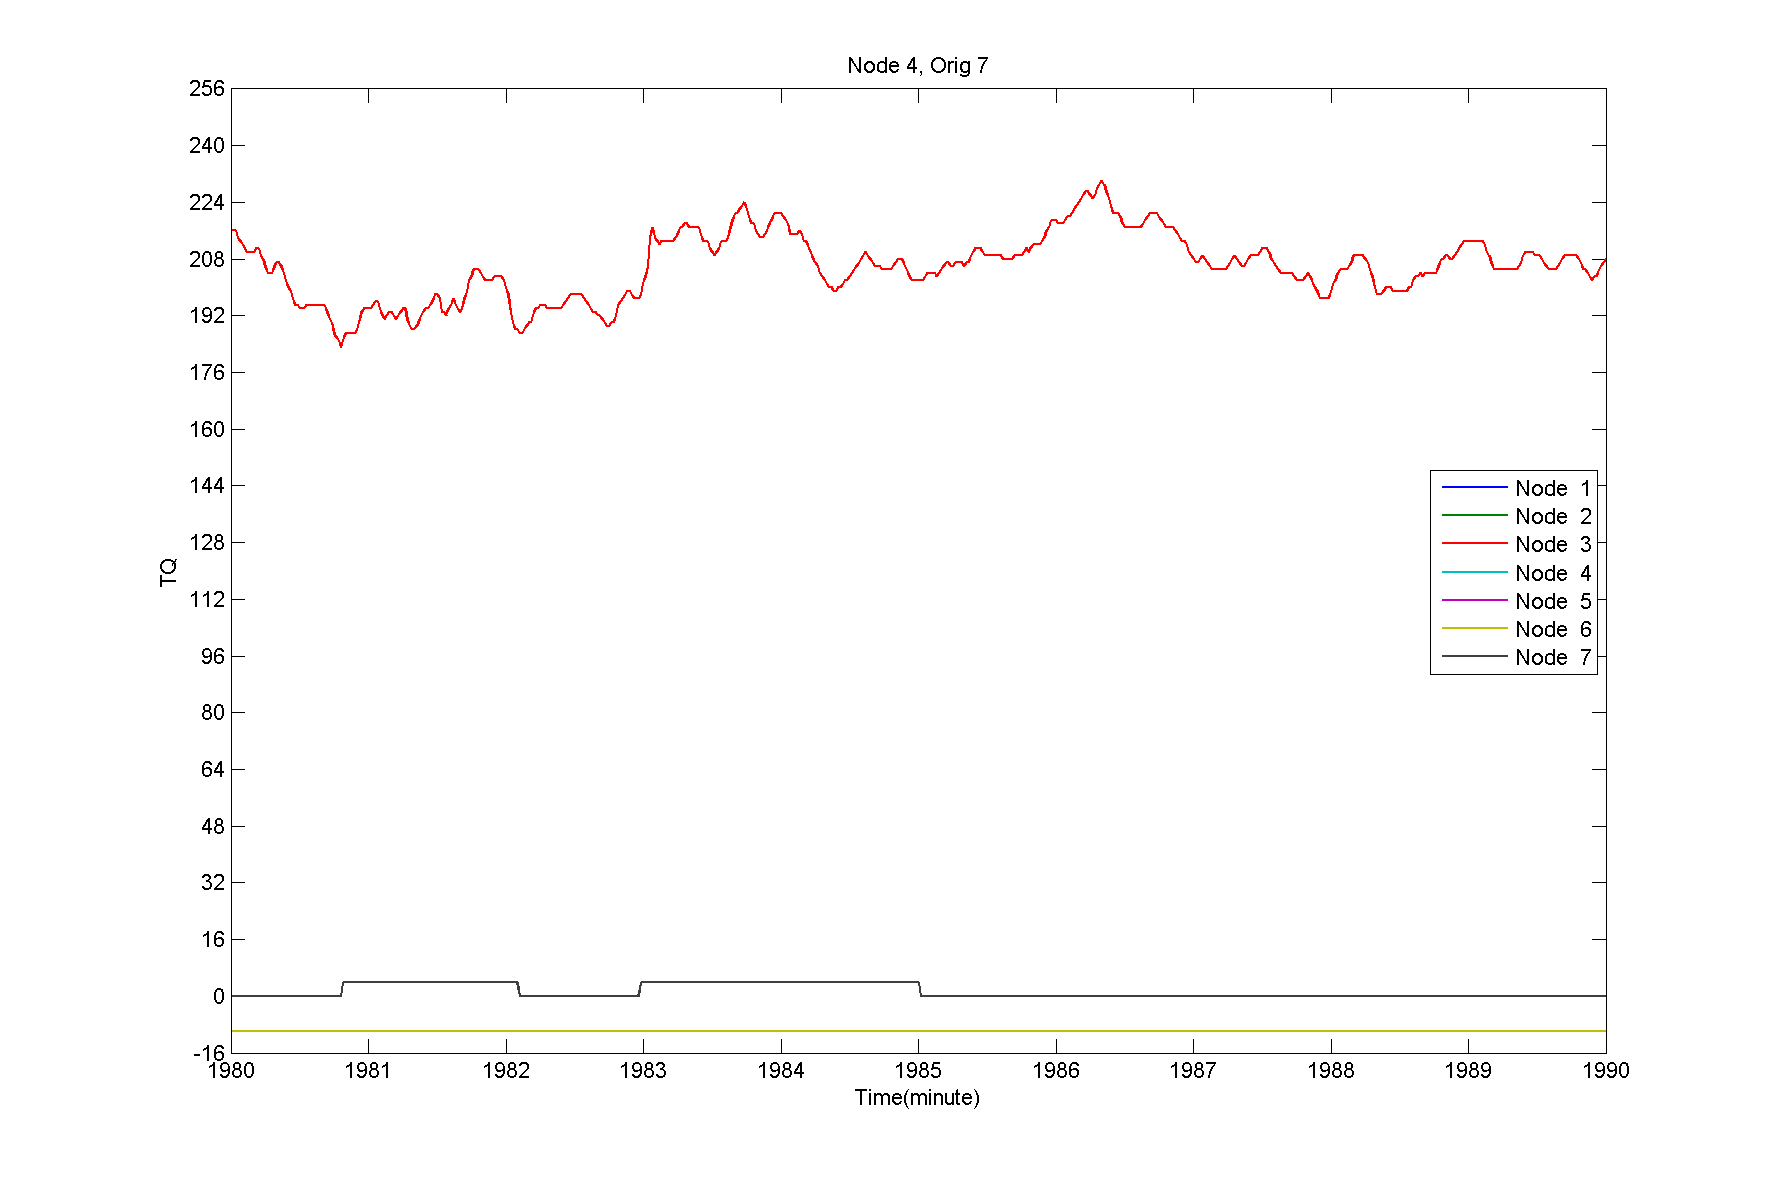 Node 4, Orig 7
256
240
224
208
192
176
160
144
128
112
96
80
64
48
32
16
0
-16
TQ
Node 1
Node 2
Node 3
Node 4
Node 5
Node 6
Node 7
1980 1981 1982 1983 1984 1985 1986 1987 1988 1989 1990
Time(minute)